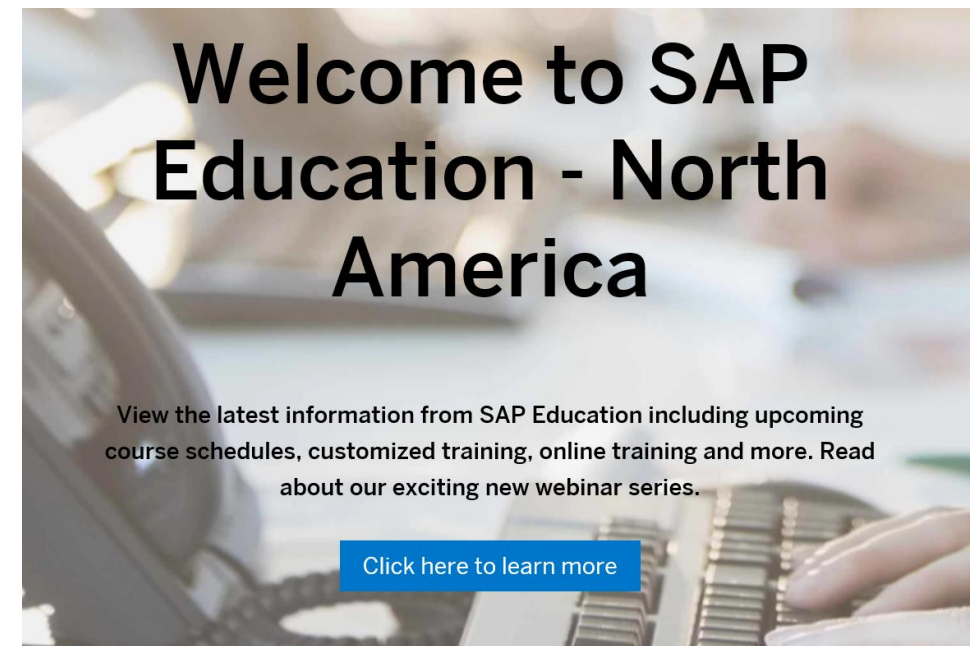 Welcome to SAP
Education - North
America
View the latest information from SAP Education including upcoming
course schedules, customized training, online training and more. Read
about our exciting new webinar series.
Click here to learn more